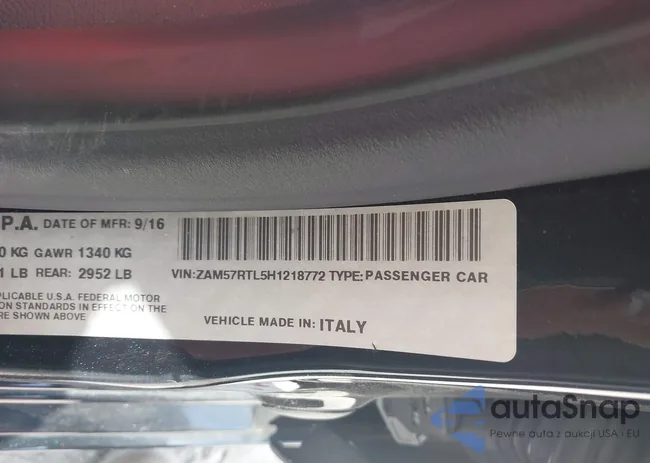 P.A. DATE OF MFR: 9/16
0 KG GAWR 1340 KG
1 LB REAR: 2952 LB
VIN:ZAM57RTL5H1218772 TYPE:PASSENGER CAR
PLICABLE U.S.A. FEDERAL MOTOR
ON STANDARDS IN EFFECT ON THE
RE SHOWN ABOVE
VEHICLE MADE IN: ITALY
autaSnap
Pewne auta z aukcji USA · EU